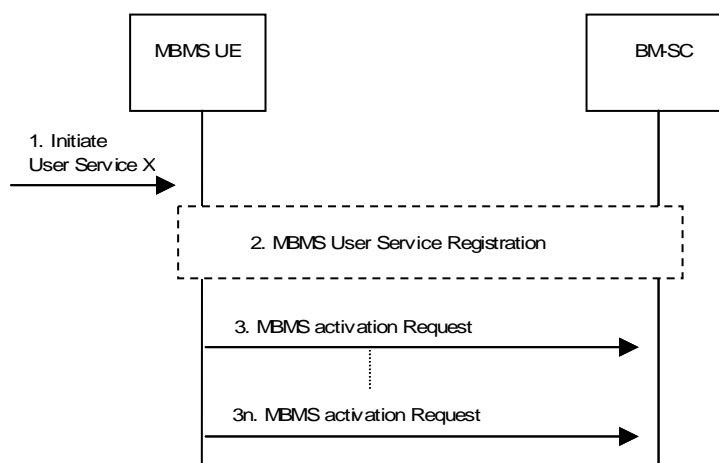 MBMS UE
BM-SC
1. Initiate
User Service X
2. MBMS User Service Registration
3. MBMS activation Request
3n. MBMS activation Request